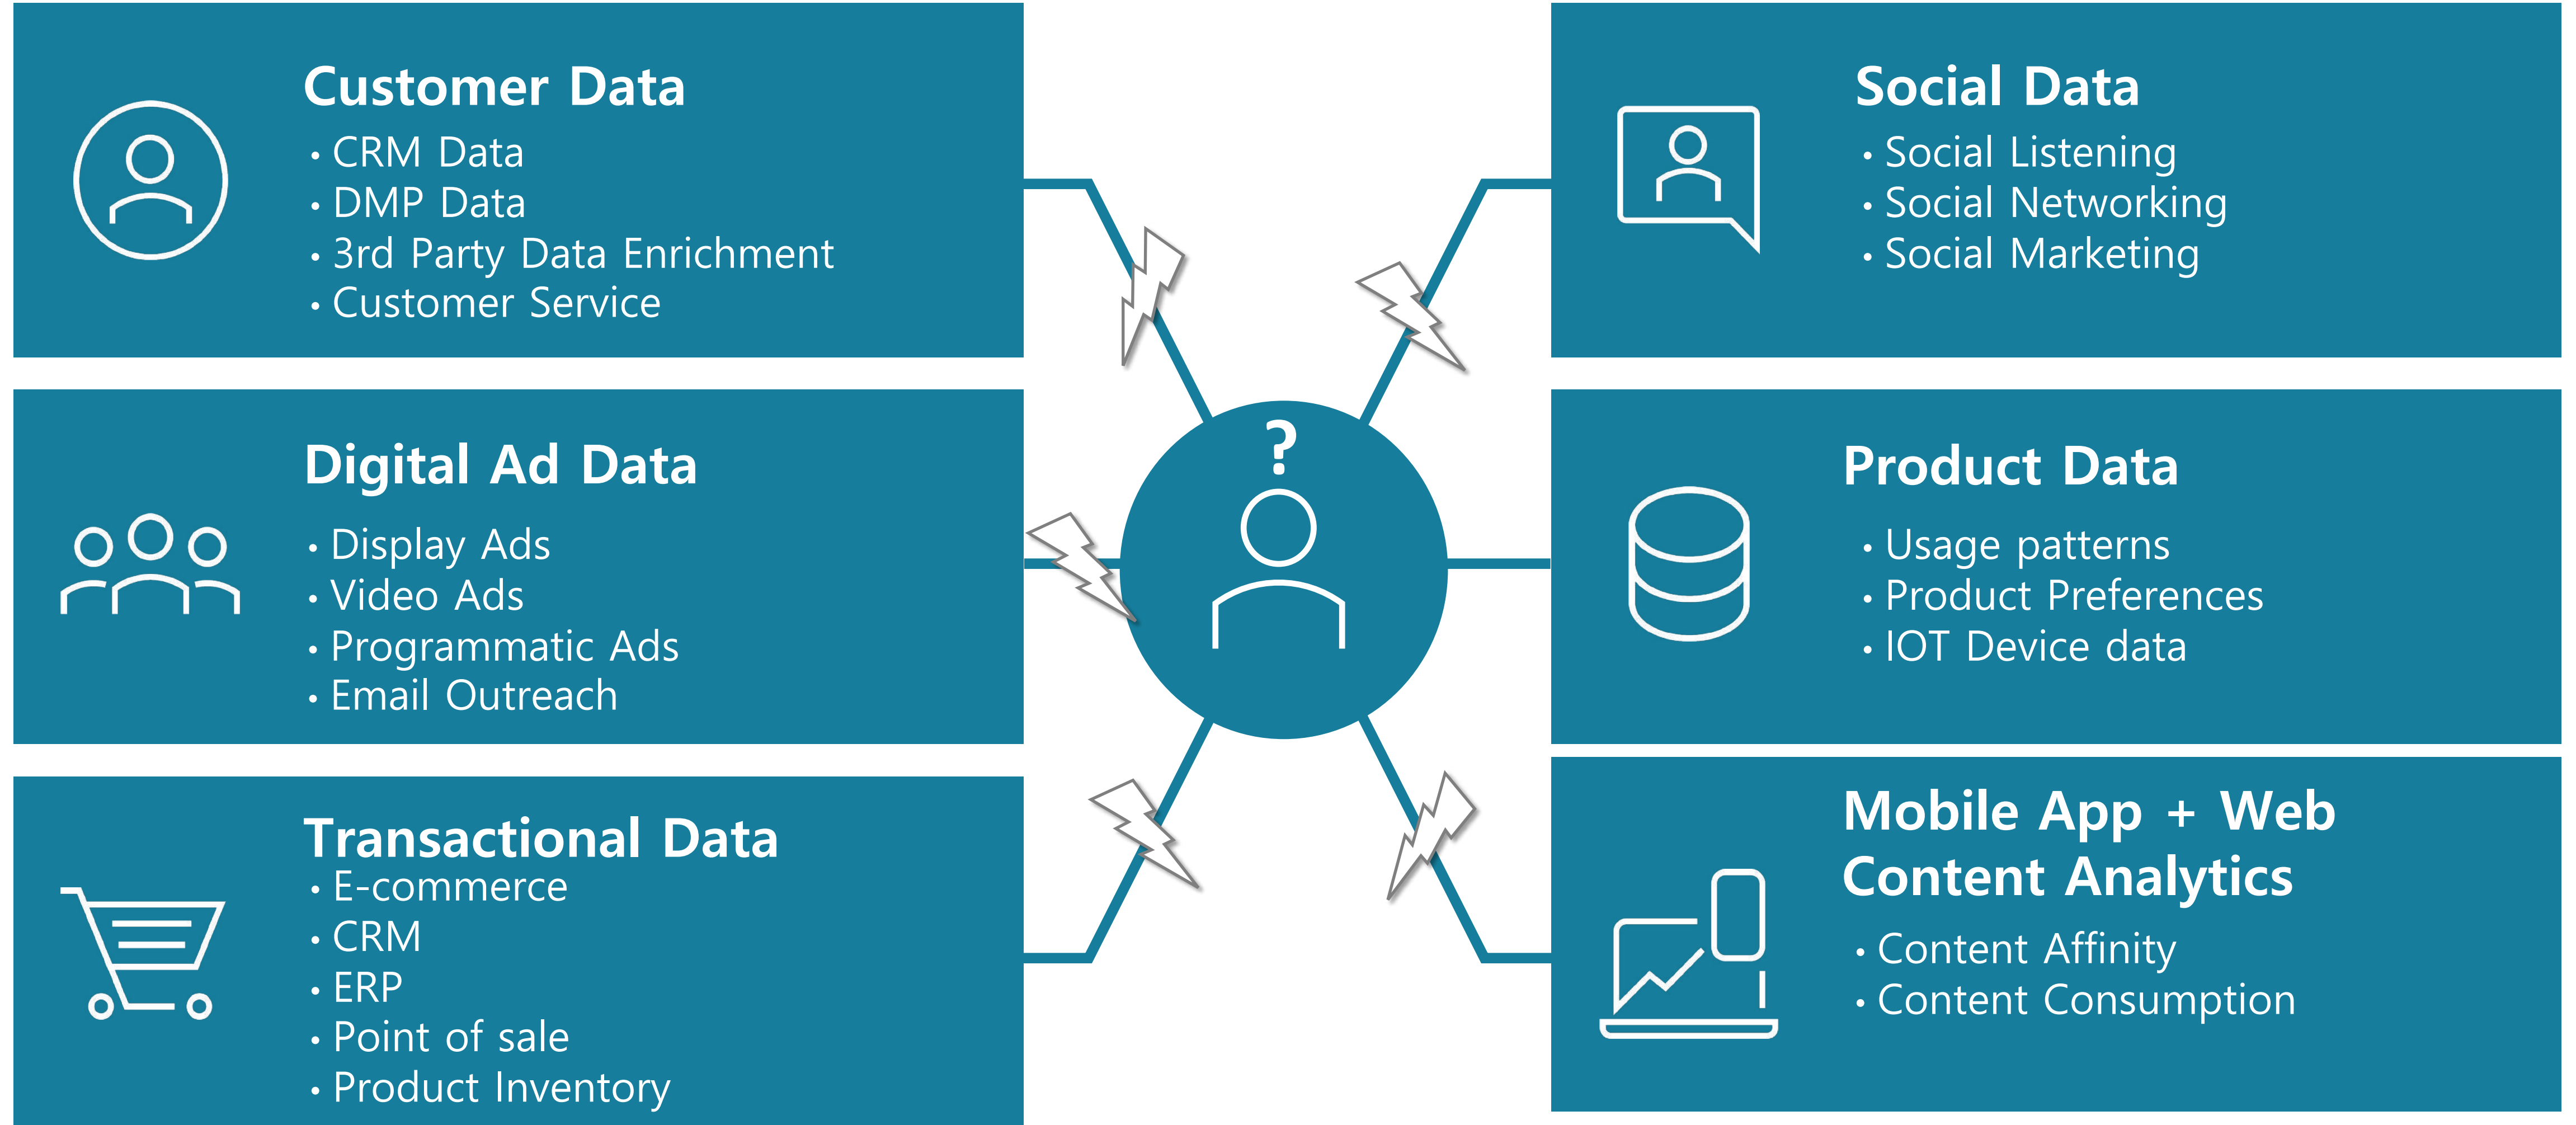 Customer Data
• CRM Data
• DMP Data
• 3rd Party Data Enrichment
• Customer Service
Digital Ad Data
• Display Ads
• Video Ads
• Programmatic Ads
• Email Outreach
Transactional Data
• E-commerce
• CRM
• ERP
• Point of sale
• Product Inventory
?
Social Data
• Social Listening
• Social Networking
• Social Marketing
Product Data
• Usage patterns
• Product Preferences
• IOT Device data
Mobile App + Web
Content Analytics
• Content Affinity
• Content Consumption